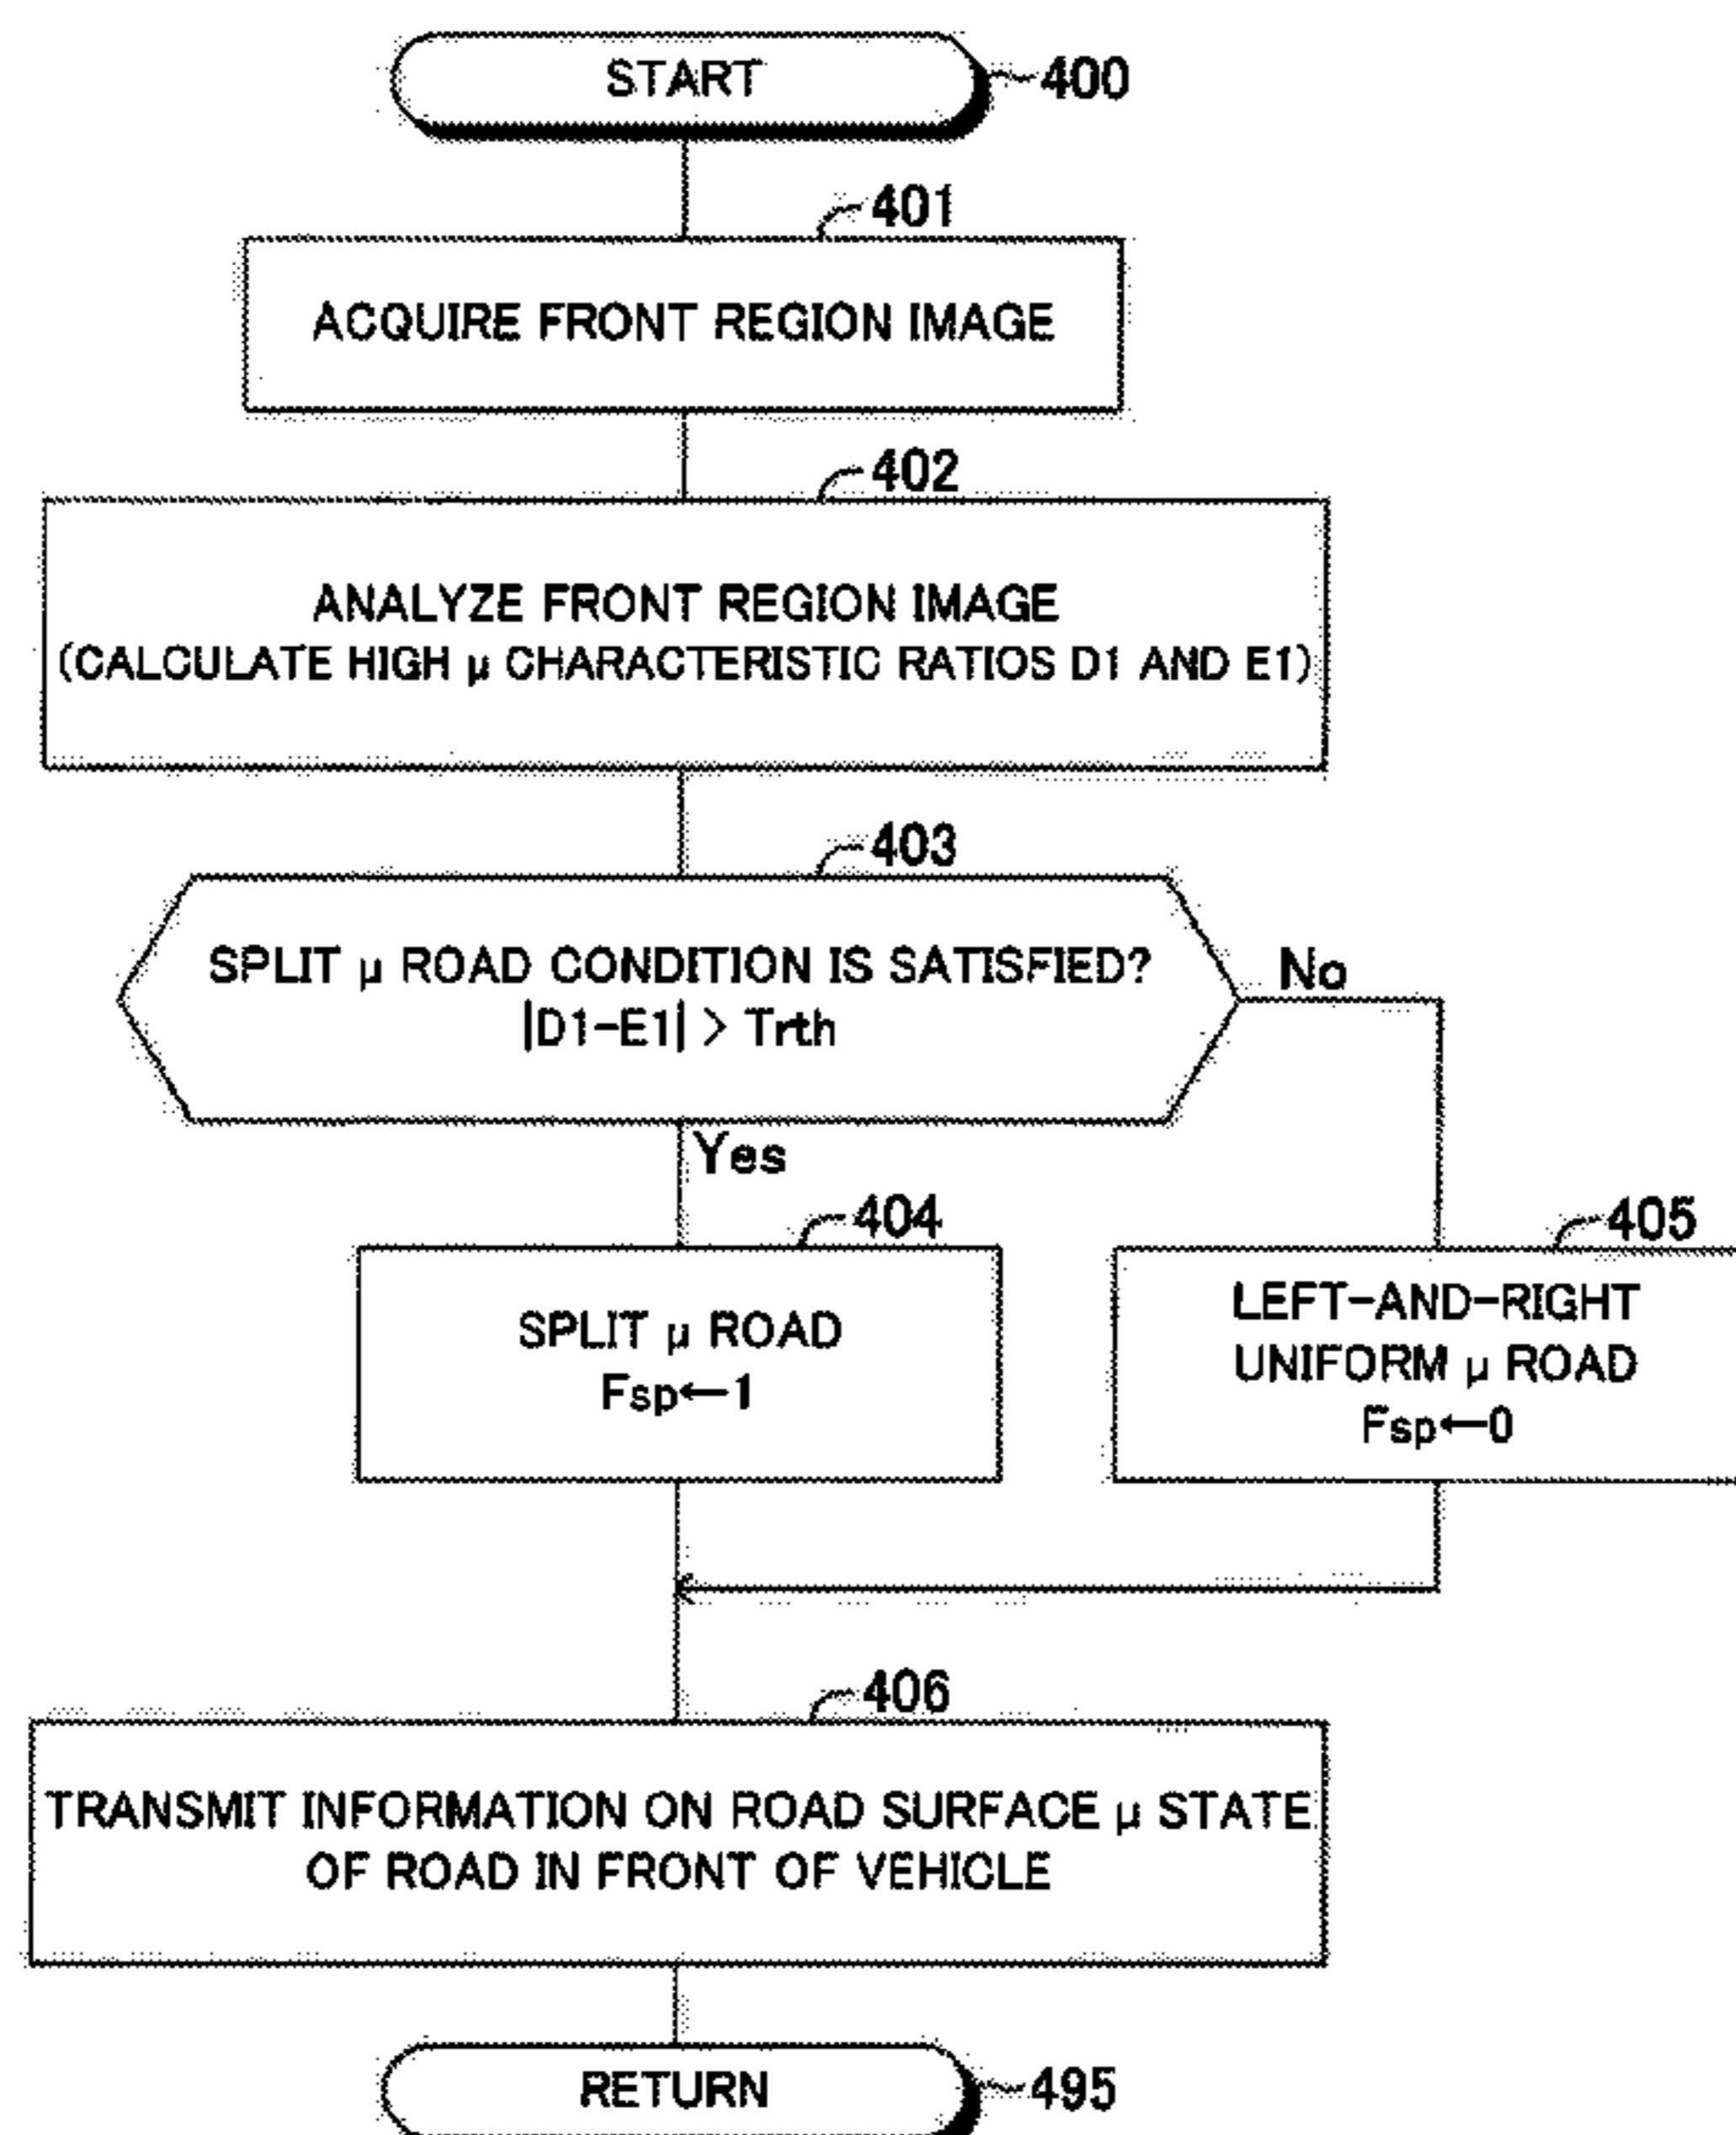 START
400
401
ACQUIRE FRONT REGION IMAGE
402
ANALYZE FRONT REGION IMAGE
(CALCULATE HIGH μ CHARACTERISTIC RATIOS D1 AND E1)
403
SPLIT μ ROAD CONDITION IS SATISFIED?
|D1-E1| > Trth
No
Yes
404
SPLIT μ ROAD
Fsp←1
405
LEFT-AND-RIGHT
UNIFORM μ ROAD
Fsp←0
406
TRANSMIT INFORMATION ON ROAD SURFACE μ STATE
OF ROAD IN FRONT OF VEHICLE
RETURN
495